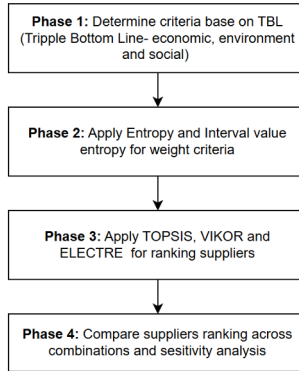 Phase 1: Determine criteria base on TBL
(Tripple Bottom Line- economic, environment
and social)
Phase 2: Apply Entropy and Interval value
entropy for weight criteria
Phase 3: Apply TOPSIS, VIKOR and
ELECTRE for ranking suppliers
Phase 4: Compare suppliers ranking across
combinations and sesitivity analysis